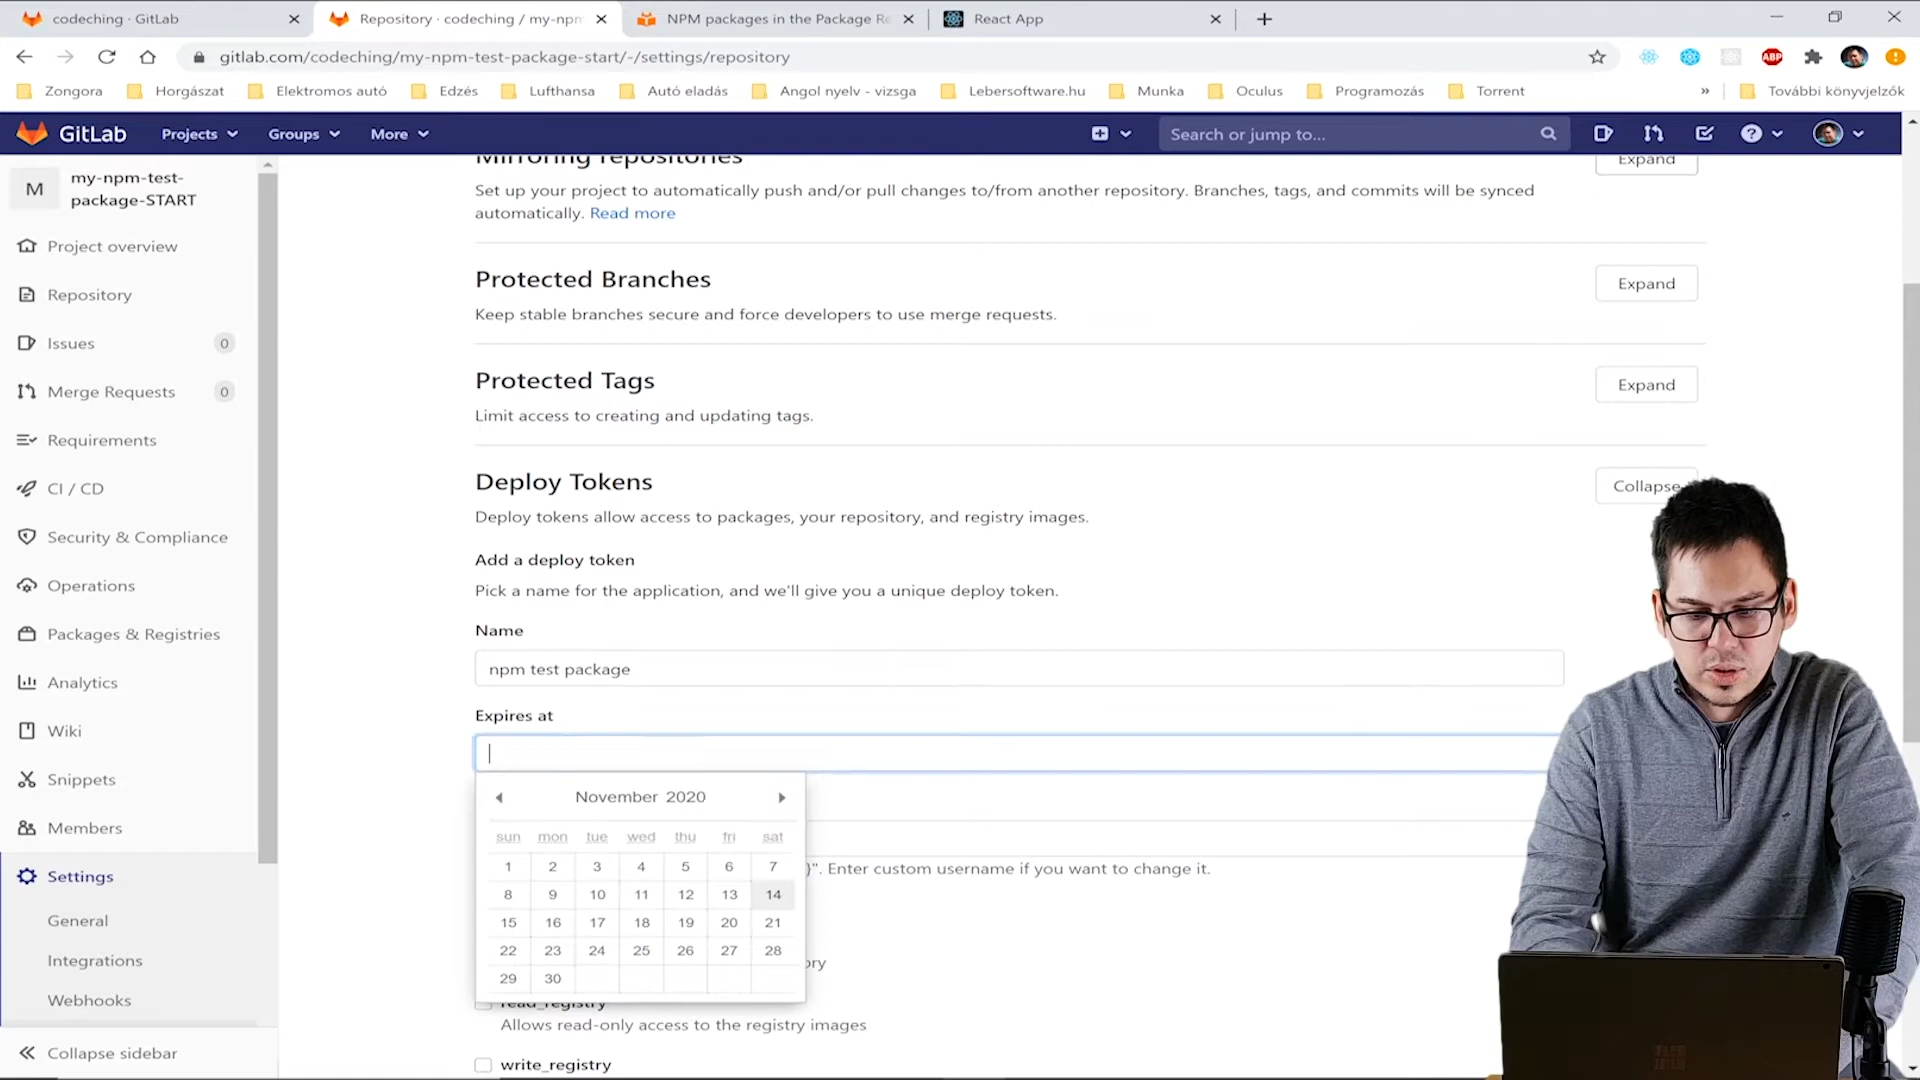 codeching · GitLab
Repository · codeching / my-npm
NPM packages in the Package Re
React App
gitlab.com/codeching/my-npm-test-package-start/-/settings/repository
Zongora
Horgászat
Elektromos autó
Edzés
Lufthansa
Autó eladás
Angol nyelv - vizsga
Lebersoftware.hu
Munka
Oculus
Programozás
Torrent
»
További könyvjelzők
ABP
GitLab
Projects
Groups
More
Search or jump to...
M
my-npm-test-
package-START
Project overview
Repository
Issues
0
Merge Requests
0
Requirements
CI / CD
Security & Compliance
Operations
Packages & Registries
Analytics
Wiki
Snippets
Members
Settings
General
Integrations
Webhooks
Collapse sidebar
Mirroring repositories
Expand
Set up your project to automatically push and/or pull changes to/from another repository. Branches, tags, and commits will be synced
automatically. Read more
Protected Branches
Expand
Keep stable branches secure and force developers to use merge requests.
Protected Tags
Expand
Limit access to creating and updating tags.
Deploy Tokens
Collapse
Deploy tokens allow access to packages, your repository, and registry images.
Add a deploy token
Pick a name for the application, and we'll give you a unique deploy token.
Name
npm test package
Expires at
November 2020
sun mon tue wed thu fri sat
1 2 3 4 5 6 7
8 9 10 11 12 13 14
15 16 17 18 19 20 21
22 23 24 25 26 27 28
29 30
}". Enter custom username if you want to change it.
ory
read_registry
Allows read-only access to the registry images
write_registry